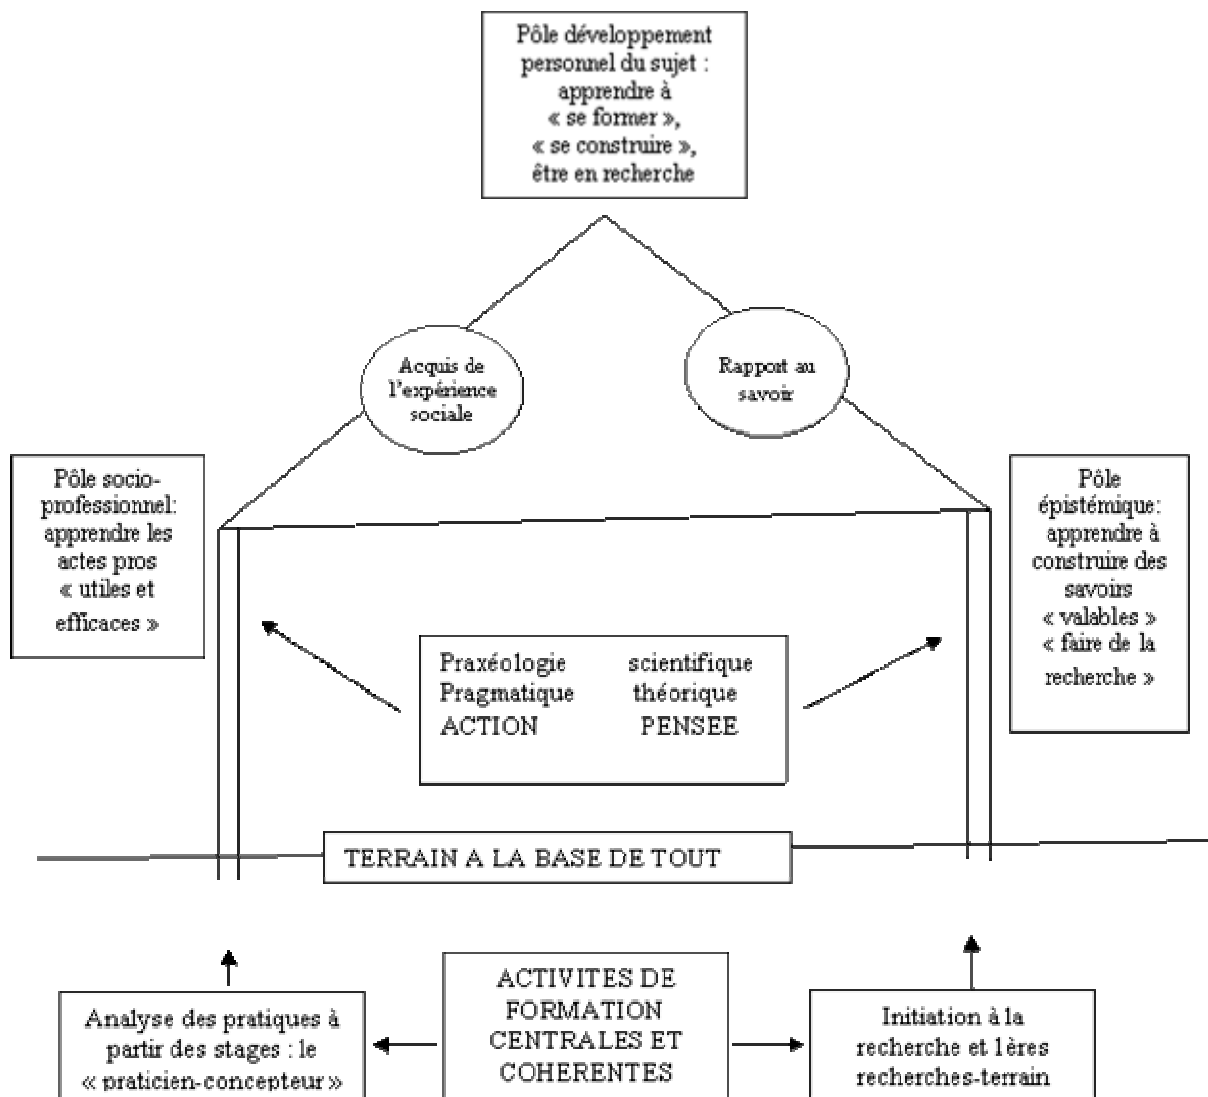 Pôle développement
personnel du sujet :
apprendre à
« se former »,
« se construire »,
être en recherche
Acquis de
l'expérience
sociale
Rapport au
savoir
Pôle socio-
professionnel:
apprendre les
actes pros
« utiles et
efficaces »
Pôle
épistémique:
apprendre à
construire des
savoirs
« valables »
« faire de la
recherche »
Praxéologie scientifique
Pragmatique théorique
ACTION PENSEE
TERRAIN A LA BASE DE TOUT
Analyse des pratiques à
partir des stages : le
« praticien-concepteur »
ACTIVITES DE
FORMATION
CENTRALES ET
COHERENTES
Initiation à la
recherche et 1ères
recherches-terrain